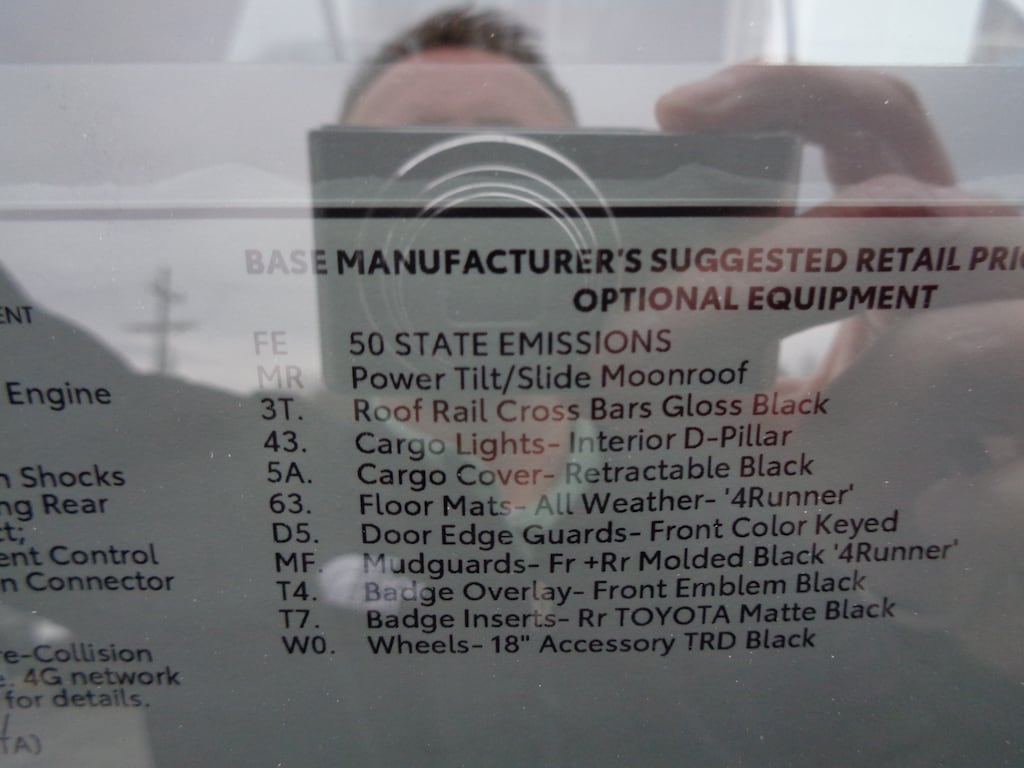 BASE MANUFACTURER'S SUGGESTED RETAIL PRI
OPTIONAL EQUIPMENT
FE 50 STATE EMISSIONS
MR Power Tilt/Slide Moonroof
3T. Roof Rail Cross Bars Gloss Black
43. Cargo Lights- Interior D-Pillar
5A. Cargo Cover- Retractable Black
63. Floor Mats- All Weather- '4Runner'
D5. Door Edge Guards- Front Color Keyed
MF. Mudguards- Fr +Rr Molded Black '4Runner'
T4. Badge Overlay- Front Emblem Black
T7. Badge Inserts- Rr TOYOTA Matte Black
W0. Wheels- 18" Accessory TRD Black
ENT
Engine
n Shocks
ng Rear
ct;
ent Control
n Connector
e-Collision
e. 4G network
for details.
TA)